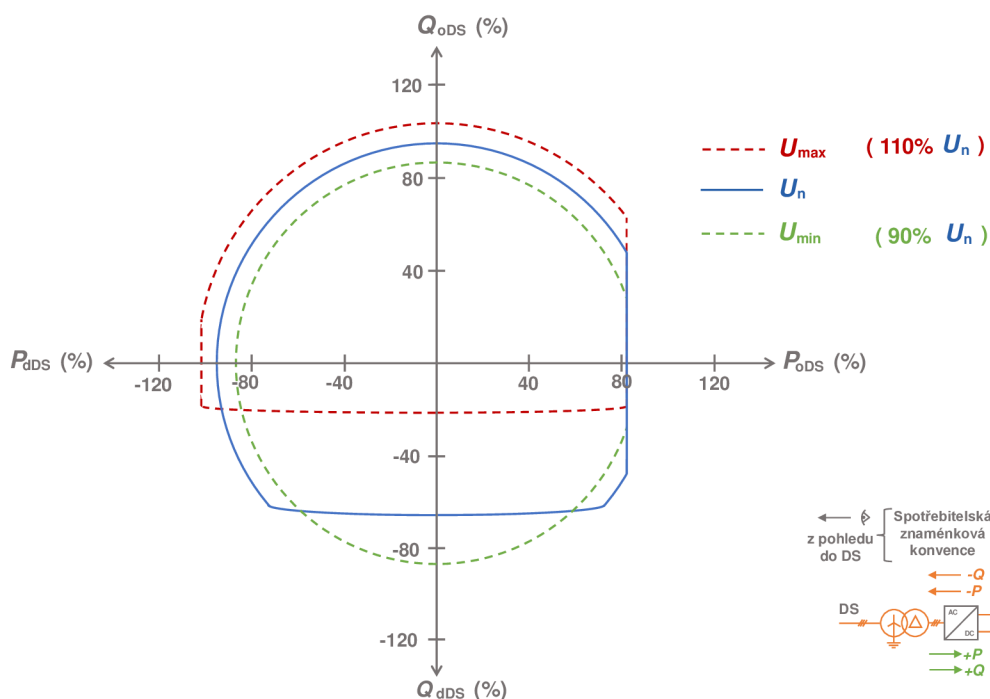 QoDS (%)
120
80
40
-40
-80
-120
QdDS (%)
PdDS (%)
-120
-80
-40
40
80
120
PoDS (%)
Umax ( 110% Un )
Un
Umin ( 90% Un )
z pohledu
do DS
Spotřebitelská
znaménková
konvence
-Q
-P
DS
AC
DC
+P
+Q